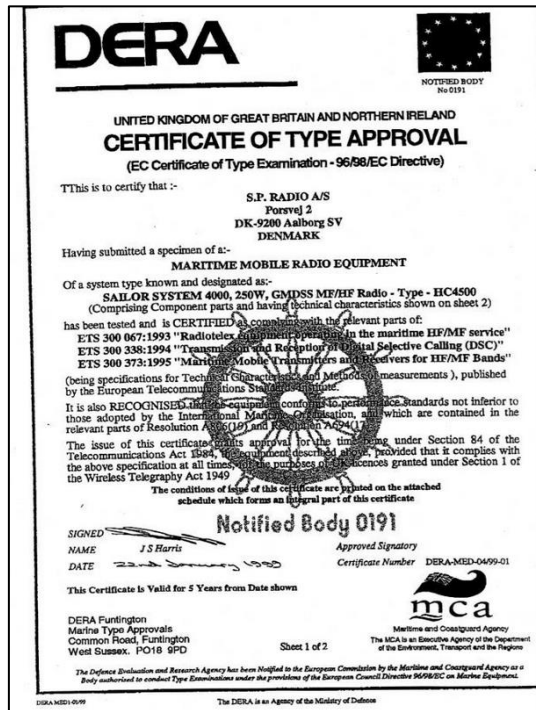 DERA
NOTIFIED BODY
No 0191
UNITED KINGDOM OF GREAT BRITAIN AND NORTHERN IRELAND
CERTIFICATE OF TYPE APPROVAL
(EC Certificate of Type Examination - 96/98/EC Directive)
TThis is to certify that :-
S.P. RADIO A/S
Porsvej 2
DK-9200 Aalborg SV
DENMARK
Having submitted a specimen of a:-
MARITIME MOBILE RADIO EQUIPMENT
Of a system type known and designated as:-
SAILOR SYSTEM 4000, 250W, GMDSS MF/HF Radio - Type - HC4500
(Comprising Component parts and having technical characteristics shown on sheet 2)
has been tested and is CERTIFIED as complying with the relevant parts of:
ETS 300 067:1993 "Radiotelex equipment operating in the maritime HF/MF service"
ETS 300 338:1994 "Transmission and Reception of Digital Selective Calling (DSC)"
ETS 300 373:1995 "Maritime Mobile Transmitters and Receivers for HF/MF Bands"
(being specifications for Technical Characteristics and Methods of measurements ), published
by the European Telecommunications Standards Institute.
It is also RECOGNISED that the equipment conforms to performance standards not inferior to
those adopted by the International Maritime Organisation, and which are contained in the
relevant parts of Resolution A806(19) and Resolution A694(17)
The issue of this certificate grants approval for the time being under Section 84 of the
Telecommunications Act 1984, the equipment described above, provided that it complies with
the above specification at all times, for the purposes of UK licences granted under Section 1 of
the Wireless Telegraphy Act 1949
The conditions of issue of this certificate are printed on the attached
schedule which forms an integral part of this certificate
Notified Body 0191
SIGNED
NAME J S Harris Approved Signatory
DATE 22nd January 1999 Certificate Number DERA-MED-04/99-01
This Certificate is Valid for 5 Years from Date shown
mca
Maritime and Coastguard Agency
The MCA is an Executive Agency of the Department
of the Environment, Transport and the Regions
DERA Funtington
Marine Type Approvals
Common Road, Funtington
West Sussex. PO18 9PD
Sheet 1 of 2
The Defence Evaluation and Research Agency has been Notified to the European Commission by the Maritime and Coastguard Agency as a
Body authorised to conduct Type Examinations under the provisions of the European Council Directive 96/98/EC on Marine Equipment.
DERA MED1-01/99 The DERA is an Agency of the Ministry of Defence